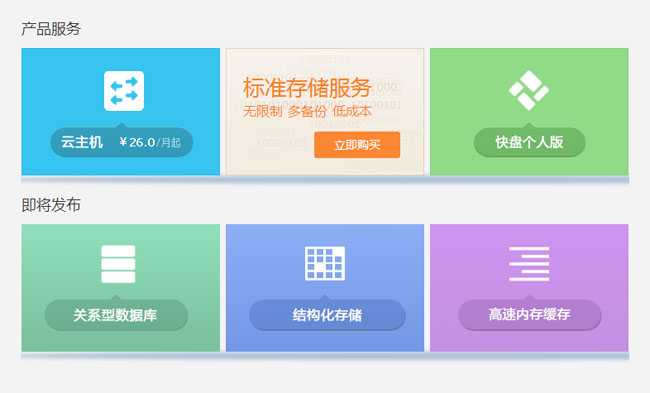 产品服务
云主机 ¥26.0/月起
标准存储服务
无限制 多备份 低成本
立即购买
快盘个人版
即将发布
关系型数据库
结构化存储
高速内存缓存